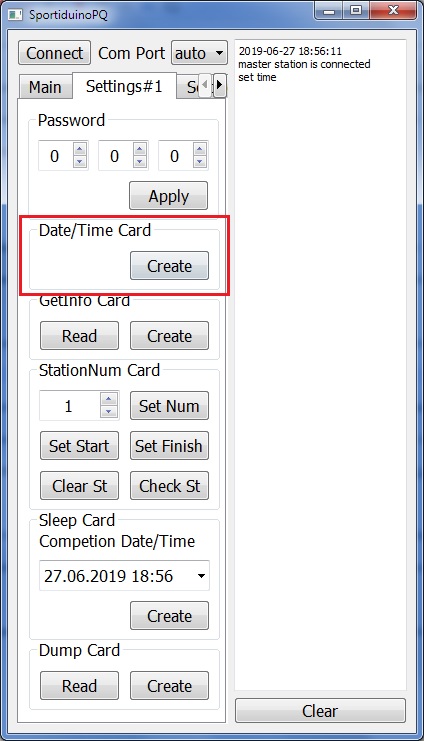 SportiduinoPQ
Connect Com Port auto
Main Settings#1
Password
0 0 0
Apply
Date/Time Card
Create
GetInfo Card
Read Create
StationNum Card
1 Set Num
Set Start Set Finish
Clear St Check St
Sleep Card
Competion Date/Time
27.06.2019 18:56
Create
Dump Card
Read Create
2019-06-27 18:56:11
master station is connected
set time
Clear